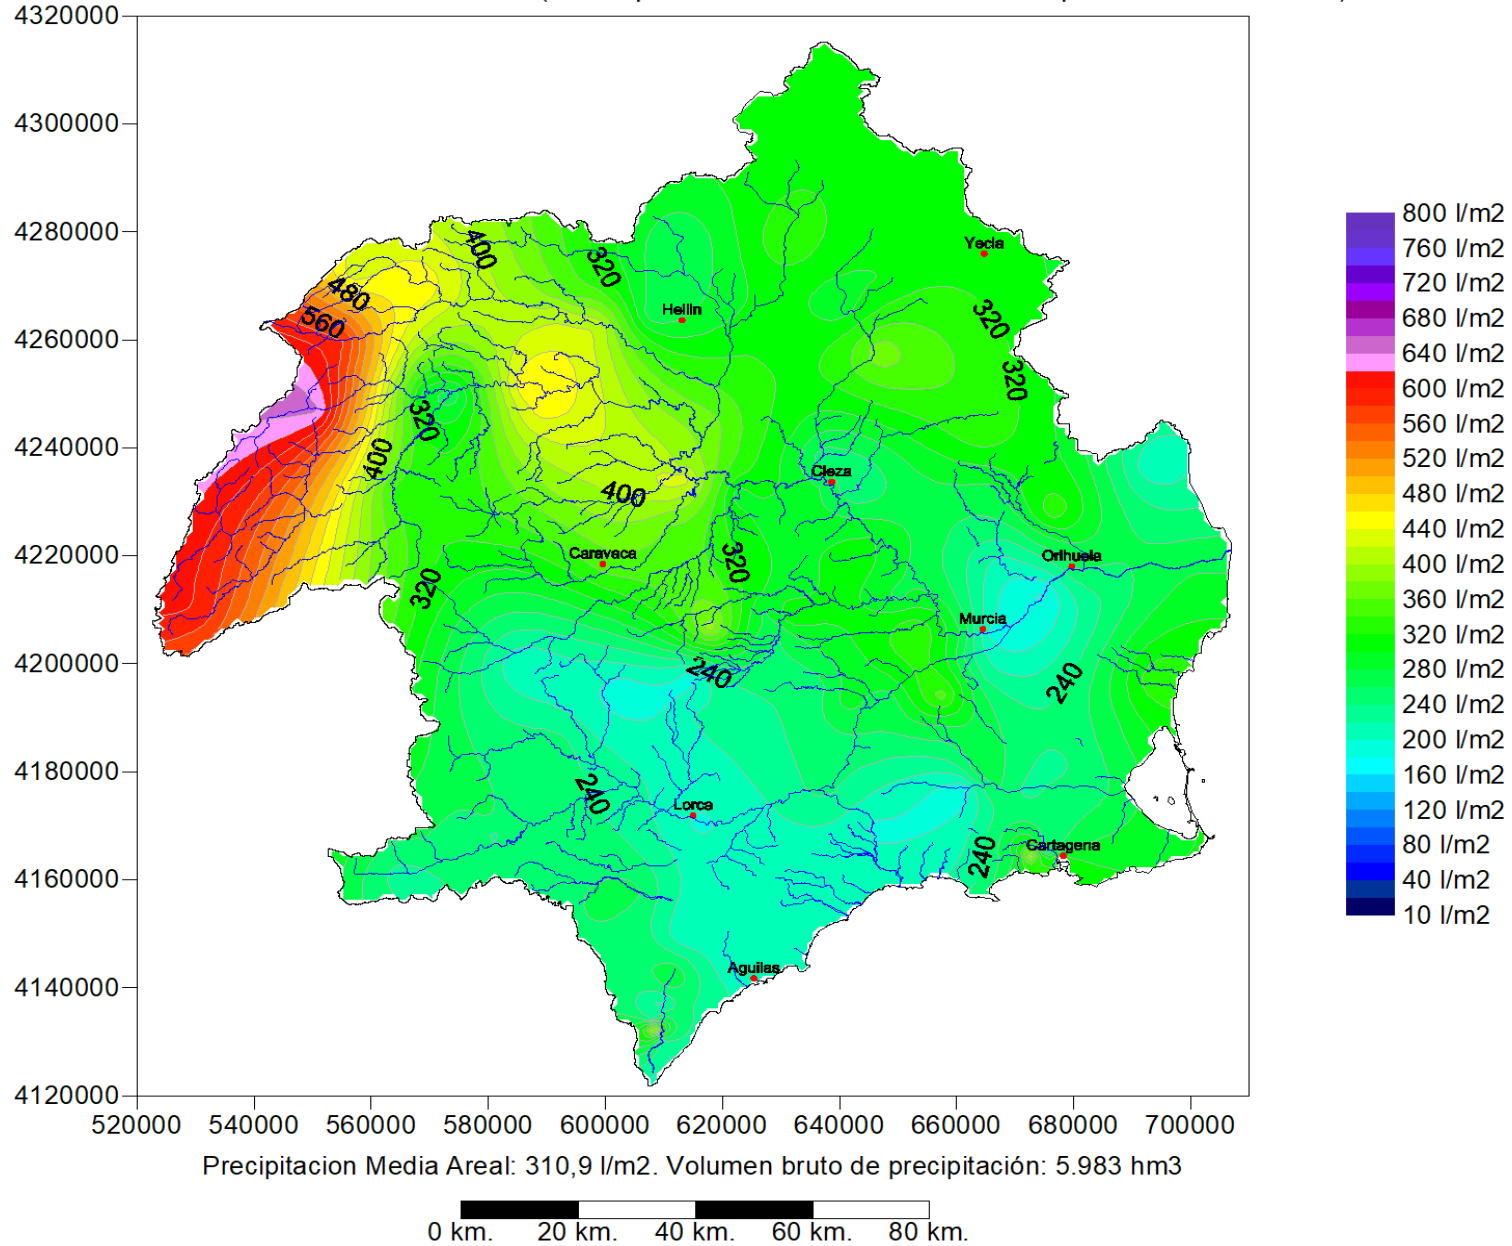 4320000
4300000
4280000
4260000
4240000
4220000
4200000
4180000
4160000
4140000
4120000
520000 540000 560000 580000 600000 620000 640000 660000 680000 700000
400
320
480
560
Yecla
Hellin
320
320
320
400
400
Cieza
Caravaca
320
320
Orihuela
Murcia
240
240
240
Lorca
240
Cartagena
Aguilas
800 l/m2
760 l/m2
720 l/m2
680 l/m2
640 l/m2
600 l/m2
560 l/m2
520 l/m2
480 l/m2
440 l/m2
400 l/m2
360 l/m2
320 l/m2
280 l/m2
240 l/m2
200 l/m2
160 l/m2
120 l/m2
80 l/m2
40 l/m2
10 l/m2
Precipitacion Media Areal: 310,9 l/m2. Volumen bruto de precipitación: 5.983 hm3
0 km. 20 km. 40 km. 60 km. 80 km.